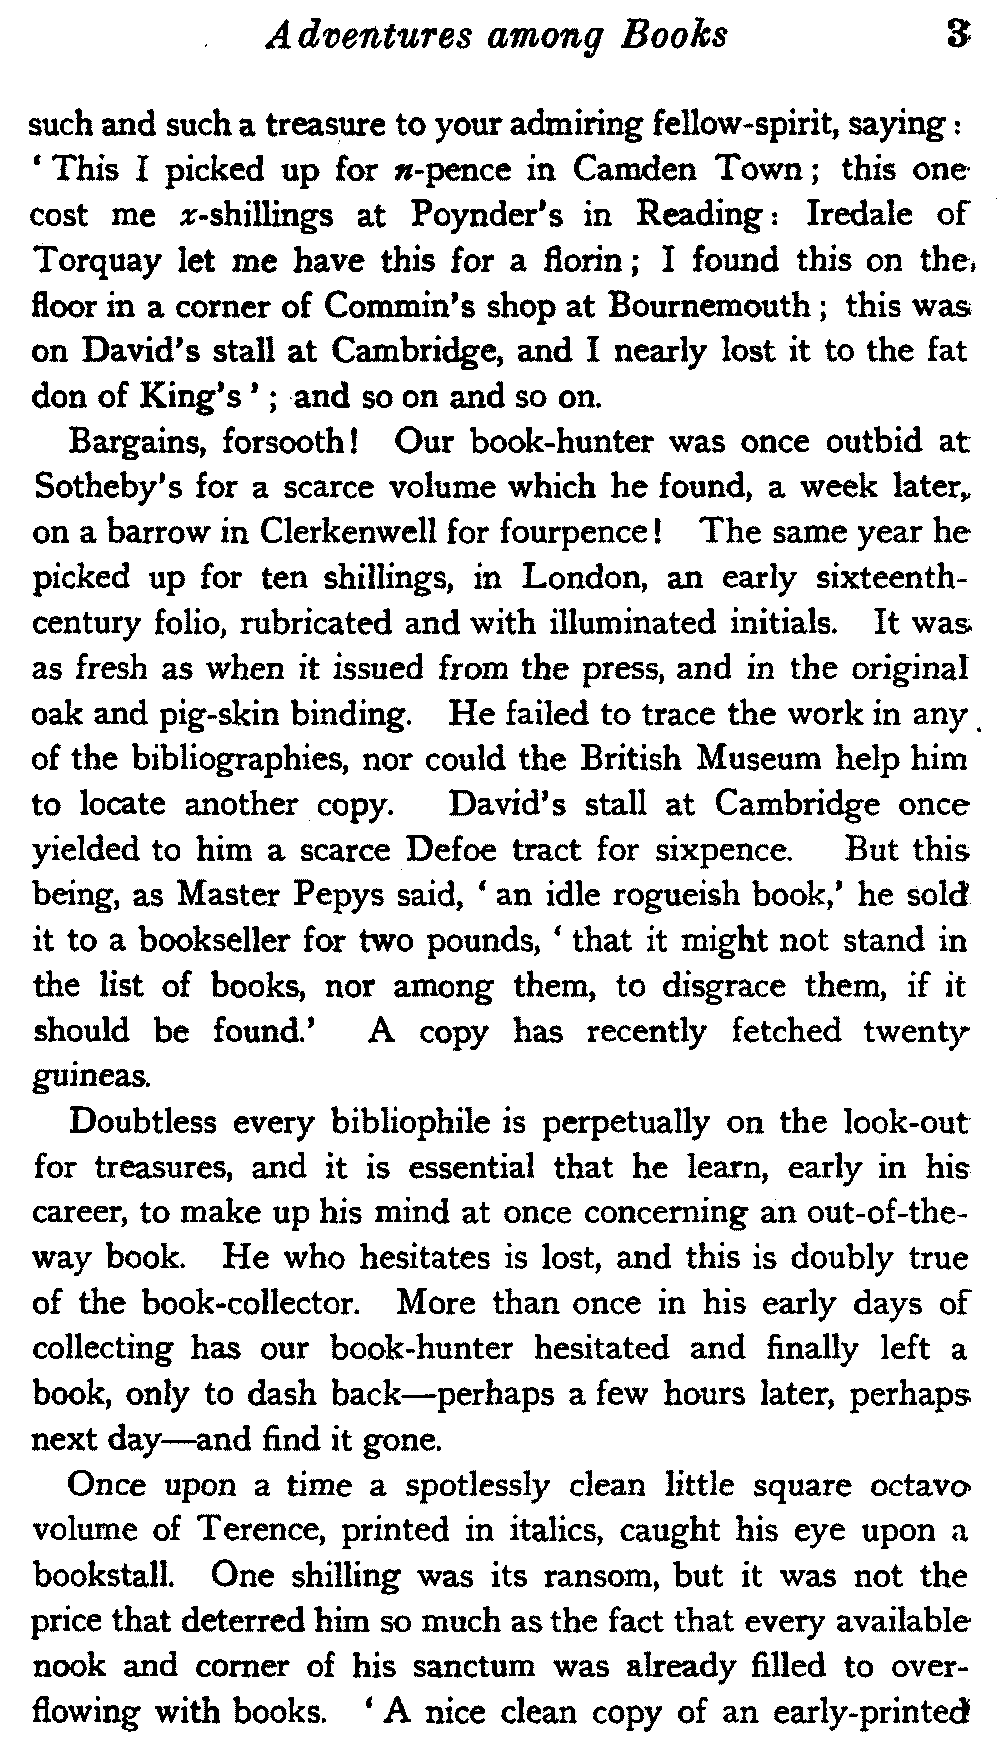 Adventures among Books 3
such and such a treasure to your admiring fellow-spirit, saying :
‘ This I picked up for n-pence in Camden Town ; this one
cost me x-shillings at Poynder's in Reading : Iredale of
Torquay let me have this for a florin ; I found this on the
floor in a corner of Commin's shop at Bournemouth ; this was
on David's stall at Cambridge, and I nearly lost it to the fat
don of King's ’ ; and so on and so on.
Bargains, forsooth! Our book-hunter was once outbid at
Sotheby's for a scarce volume which he found, a week later,
on a barrow in Clerkenwell for fourpence! The same year he
picked up for ten shillings, in London, an early sixteenth-
century folio, rubricated and with illuminated initials. It was
as fresh as when it issued from the press, and in the original
oak and pig-skin binding. He failed to trace the work in any
of the bibliographies, nor could the British Museum help him
to locate another copy. David's stall at Cambridge once
yielded to him a scarce Defoe tract for sixpence. But this
being, as Master Pepys said, ‘ an idle rogueish book,’ he sold
it to a bookseller for two pounds, ‘ that it might not stand in
the list of books, nor among them, to disgrace them, if it
should be found.’ A copy has recently fetched twenty
guineas.
Doubtless every bibliophile is perpetually on the look-out
for treasures, and it is essential that he learn, early in his
career, to make up his mind at once concerning an out-of-the-
way book. He who hesitates is lost, and this is doubly true
of the book-collector. More than once in his early days of
collecting has our book-hunter hesitated and finally left a
book, only to dash back—perhaps a few hours later, perhaps
next day—and find it gone.
Once upon a time a spotlessly clean little square octavo
volume of Terence, printed in italics, caught his eye upon a
bookstall. One shilling was its ransom, but it was not the
price that deterred him so much as the fact that every available
nook and corner of his sanctum was already filled to over-
flowing with books. ‘ A nice clean copy of an early-printed